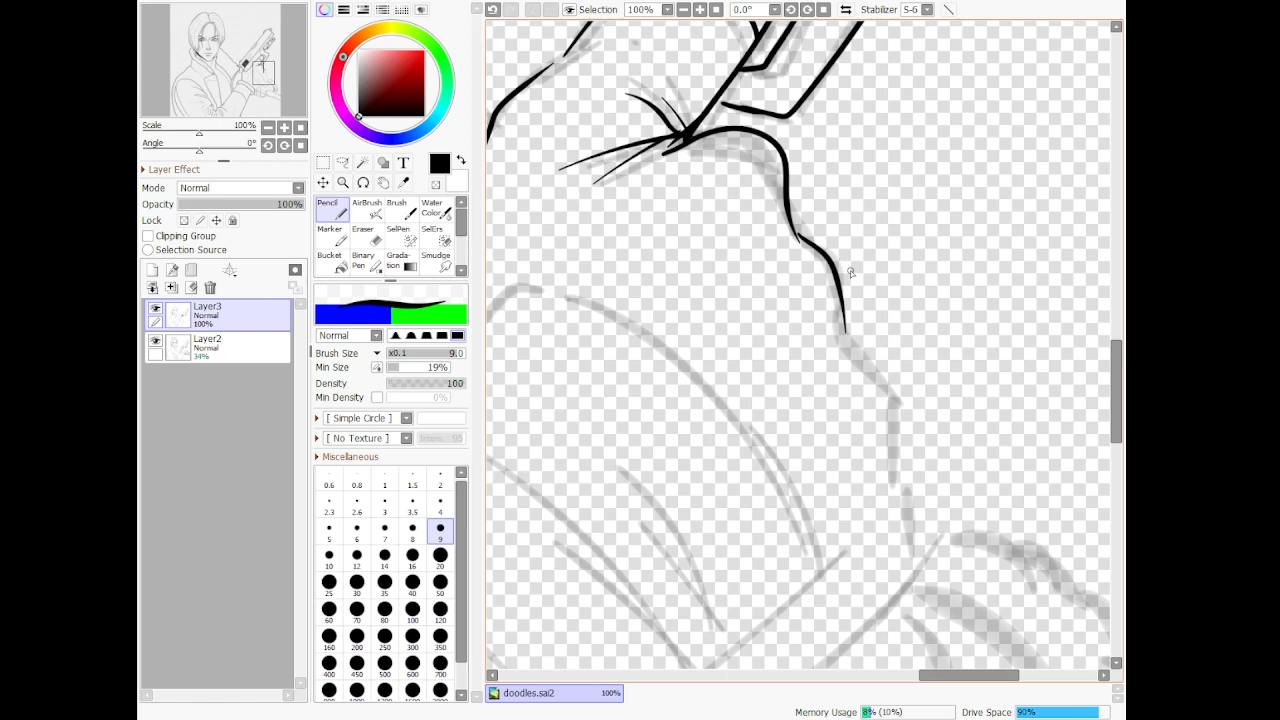 Selection 100% 0.0° Stabilizer S-6
Scale 100%
Angle 0°
Layer Effect
Mode Normal
Opacity 100%
Lock
Clipping Group
Selection Source
Layer3
Normal
100%
Layer2
Normal
34%
T
Pencil AirBrush Brush Water Color
Marker Eraser SelPen SelErs
Bucket Binary Pen Grada-tion Smudge
Normal
Brush Size x0.1 9.0
Min Size 19%
Density 100
Min Density 0%
[ Simple Circle ]
[ No Texture ] Intens. 95
Miscellaneous
0.6 0.8 1 1.5 2
2.3 2.6 3 3.5 4
5 6 7 8 9
10 12 14 16 20
25 30 35 40 50
60 70 80 100 120
160 200 250 300 350
400 450 500 600 700
doodles.sai2 100%
Memory Usage 8% (10%) Drive Space 90%